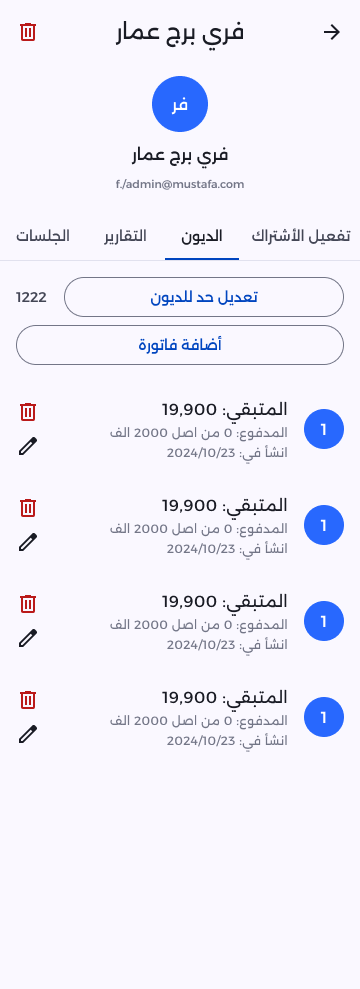 فري برج عمار
فر
فري برج عمار
f./admin@mustafa.com
تفعيل الأشتراك
الديون
التقارير
الجلسات
تعديل حد للديون
1222
أضافة فاتورة
1
المتبقي: 19,900
المدفوع: 0 من اصل 2000 الف
انشأ في: 2024/10/23
1
المتبقي: 19,900
المدفوع: 0 من اصل 2000 الف
انشأ في: 2024/10/23
1
المتبقي: 19,900
المدفوع: 0 من اصل 2000 الف
انشأ في: 2024/10/23
1
المتبقي: 19,900
المدفوع: 0 من اصل 2000 الف
انشأ في: 2024/10/23